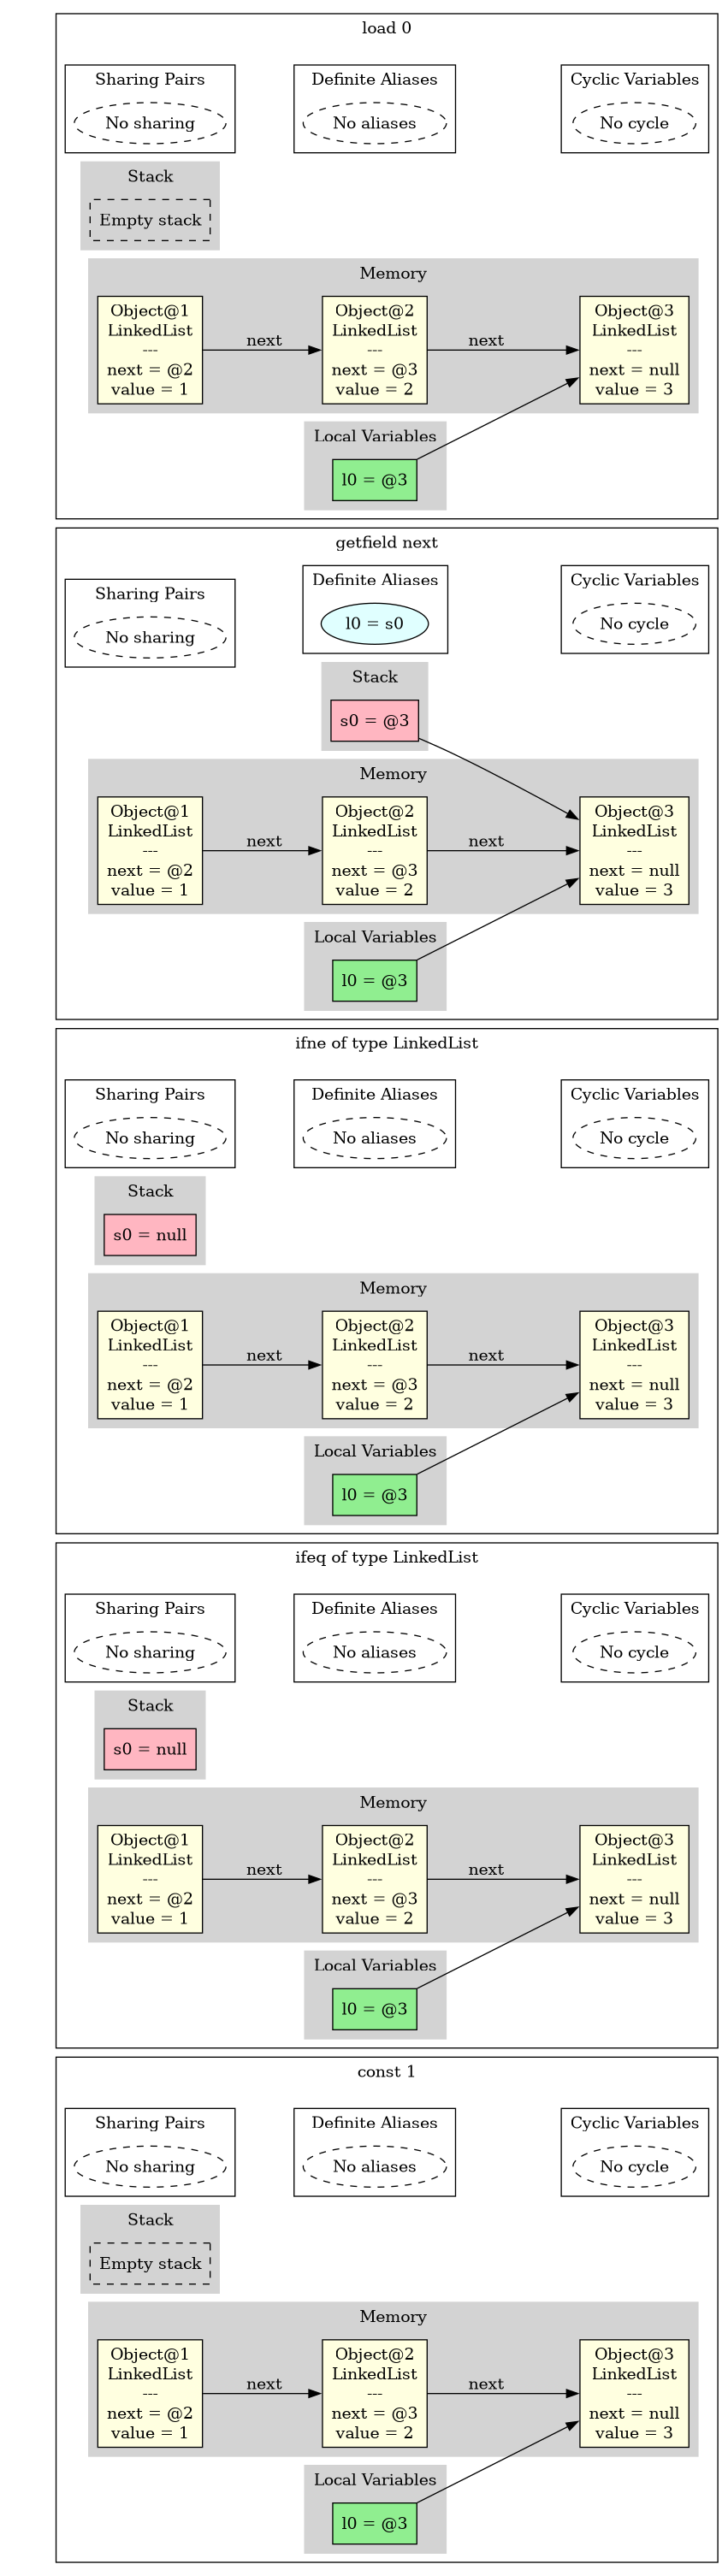 load 0
Sharing Pairs
No sharing
Definite Aliases
No aliases
Cyclic Variables
No cycle
Stack
Empty stack
Memory
Object@1
LinkedList
---
next = @2
value = 1
next
Object@2
LinkedList
---
next = @3
value = 2
next
Object@3
LinkedList
---
next = null
value = 3
Local Variables
l0 = @3
getfield next
Sharing Pairs
No sharing
Definite Aliases
l0 = s0
Cyclic Variables
No cycle
Stack
s0 = @3
Memory
Object@1
LinkedList
---
next = @2
value = 1
next
Object@2
LinkedList
---
next = @3
value = 2
next
Object@3
LinkedList
---
next = null
value = 3
Local Variables
l0 = @3
ifne of type LinkedList
Sharing Pairs
No sharing
Definite Aliases
No aliases
Cyclic Variables
No cycle
Stack
s0 = null
Memory
Object@1
LinkedList
---
next = @2
value = 1
next
Object@2
LinkedList
---
next = @3
value = 2
next
Object@3
LinkedList
---
next = null
value = 3
Local Variables
l0 = @3
ifeq of type LinkedList
Sharing Pairs
No sharing
Definite Aliases
No aliases
Cyclic Variables
No cycle
Stack
s0 = null
Memory
Object@1
LinkedList
---
next = @2
value = 1
next
Object@2
LinkedList
---
next = @3
value = 2
next
Object@3
LinkedList
---
next = null
value = 3
Local Variables
l0 = @3
const 1
Sharing Pairs
No sharing
Definite Aliases
No aliases
Cyclic Variables
No cycle
Stack
Empty stack
Memory
Object@1
LinkedList
---
next = @2
value = 1
next
Object@2
LinkedList
---
next = @3
value = 2
next
Object@3
LinkedList
---
next = null
value = 3
Local Variables
l0 = @3